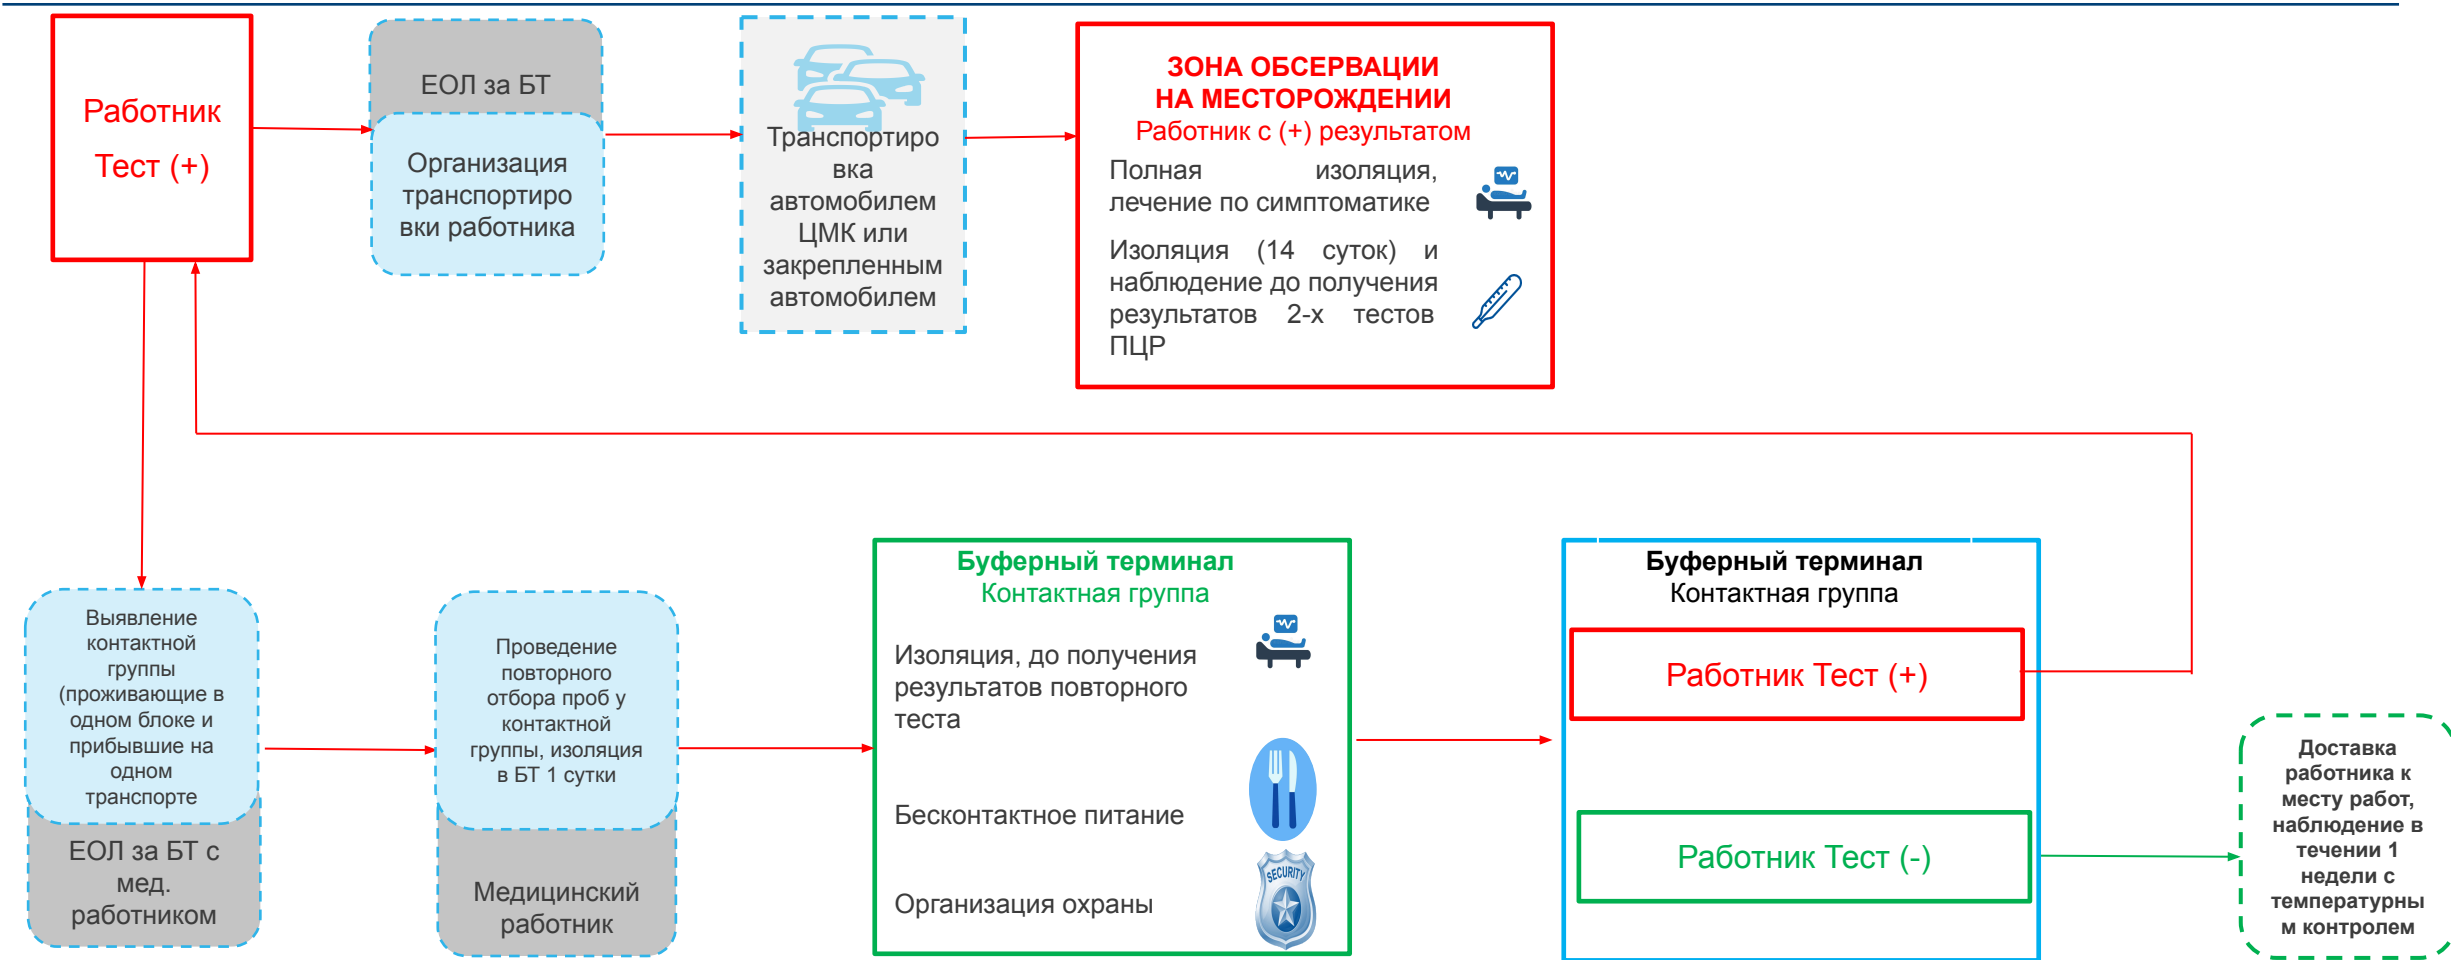 Работник
Тест (+)
ЕОЛ за БТ
Организация
транспортиро
вки работника
Транспортиро
вка
автомобилем
ЦМК или
закрепленным
автомобилем
ЗОНА ОБСЕРВАЦИИ
НА МЕСТОРОЖДЕНИИ
Работник с (+) результатом
Полная изоляция,
лечение по симптоматике
Изоляция (14 суток) и
наблюдение до получения
результатов 2-х тестов
ПЦР
Выявление
контактной
группы
(проживающие в
одном блоке и
прибывшие на
одном
транспорте
ЕОЛ за БТ с
мед.
работником
Проведение
повторного
отбора проб у
контактной
группы, изоляция
в БТ 1 сутки
Медицинский
работник
Буферный терминал
Контактная группа
Изоляция, до получения
результатов повторного
теста
Бесконтактное питание
Организация охраны
SECURITY
Буферный терминал
Контактная группа
Работник Тест (+)
Работник Тест (-)
Доставка
работника к
месту работ,
наблюдение в
течении 1
недели с
температурны
м контролем